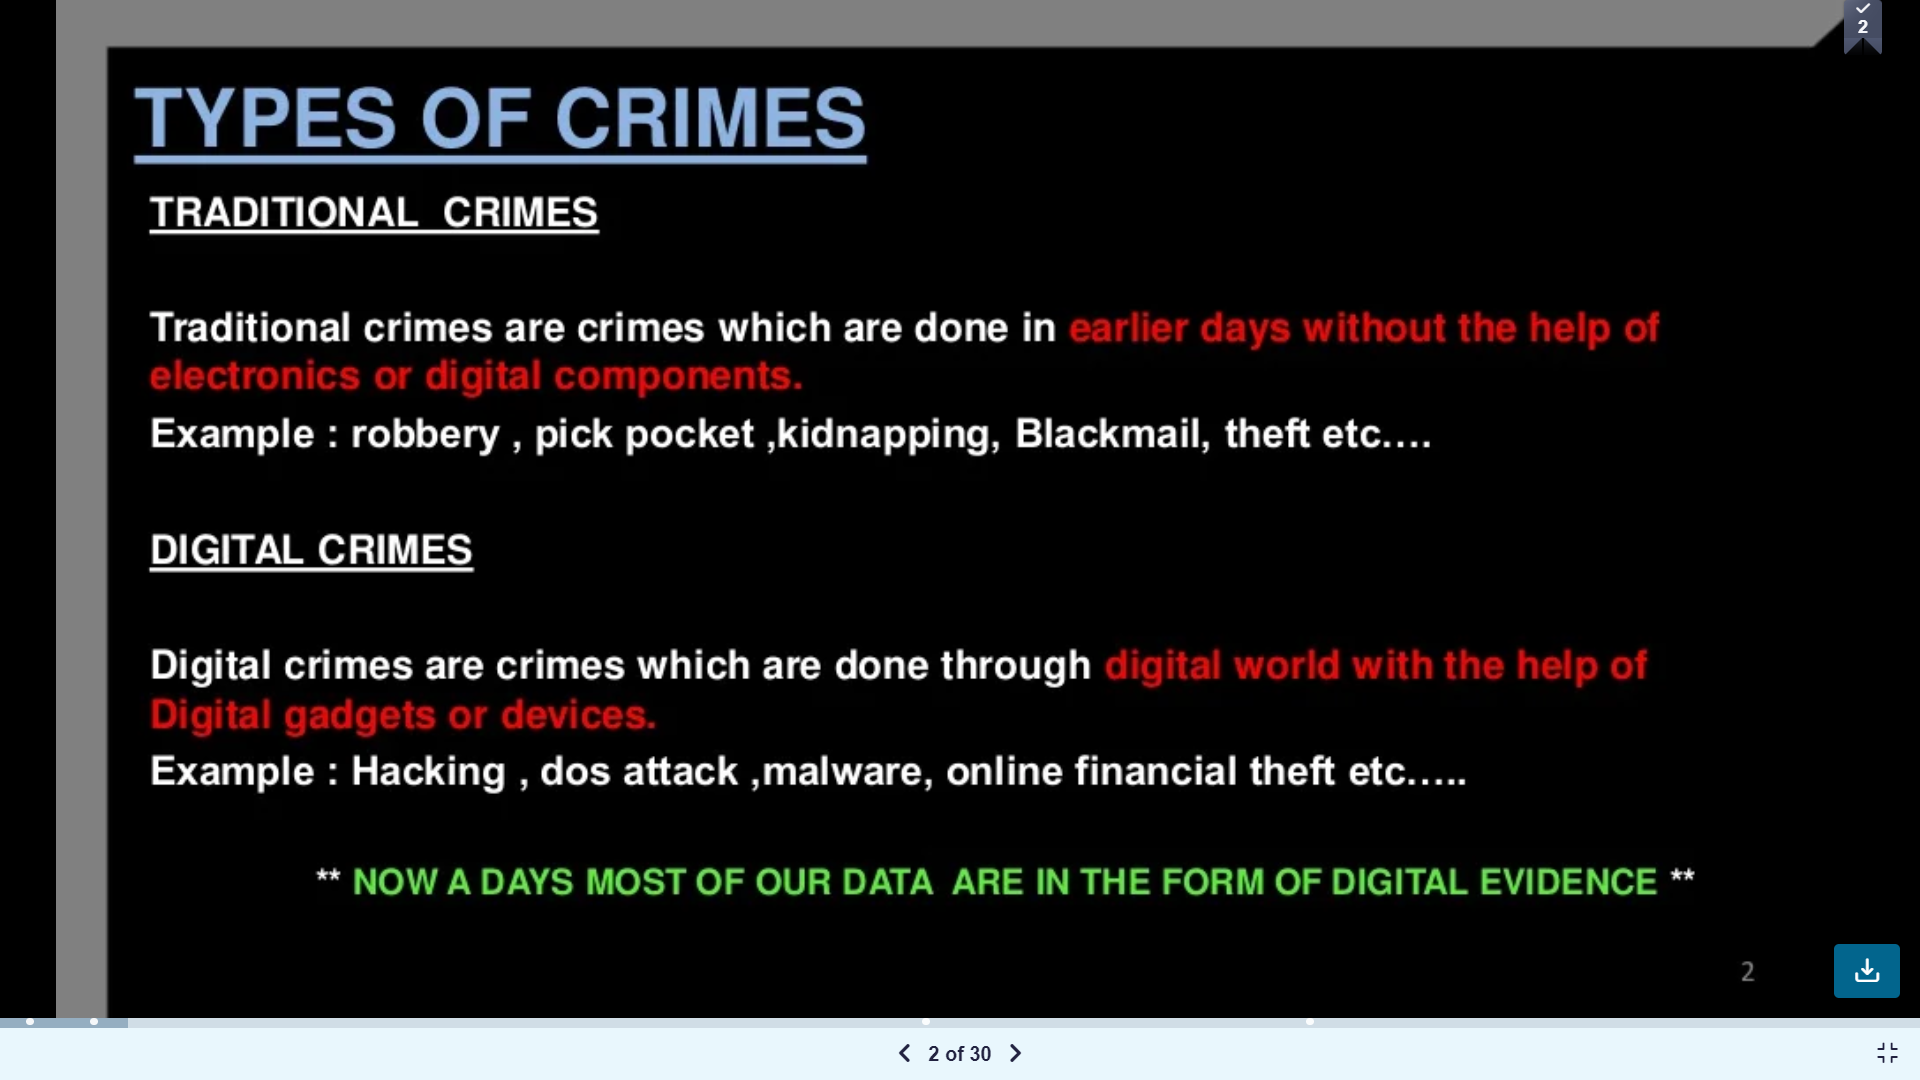 2
TYPES OF CRIMES
TRADITIONAL  CRIMES
Traditional crimes are crimes which are done in earlier days without the help of
electronics or digital components.
Example : robbery , pick pocket ,kidnapping, Blackmail, theft etc....
DIGITAL CRIMES
Digital crimes are crimes which are done through digital world with the help of
Digital gadgets or devices.
Example : Hacking , dos attack ,malware, online financial theft etc.....
** NOW A DAYS MOST OF OUR DATA  ARE IN THE FORM OF DIGITAL EVIDENCE **
2
2 of 30